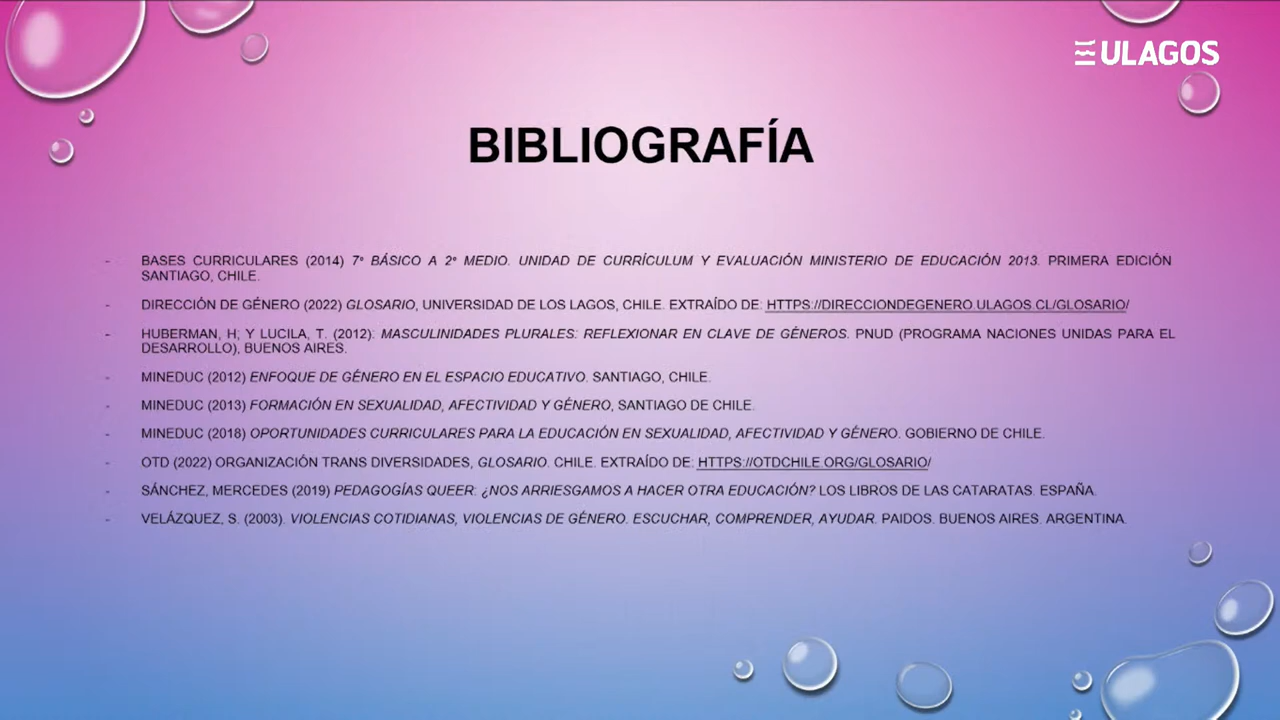 ULAGOS
BIBLIOGRAFÍA
- BASES CURRICULARES (2014) 7º BÁSICO A 2º MEDIO. UNIDAD DE CURRÍCULUM Y EVALUACIÓN MINISTERIO DE EDUCACIÓN 2013. PRIMERA EDICIÓN
SANTIAGO, CHILE.
- DIRECCIÓN DE GÉNERO (2022) GLOSARIO, UNIVERSIDAD DE LOS LAGOS, CHILE. EXTRAÍDO DE: HTTPS://DIRECCIONDEGENERO.ULAGOS.CL/GLOSARIO/
- HUBERMAN, H; Y LUCILA, T. (2012): MASCULINIDADES PLURALES: REFLEXIONAR EN CLAVE DE GÉNEROS. PNUD (PROGRAMA NACIONES UNIDAS PARA EL
DESARROLLO), BUENOS AIRES.
- MINEDUC (2012) ENFOQUE DE GÉNERO EN EL ESPACIO EDUCATIVO. SANTIAGO, CHILE.
- MINEDUC (2013) FORMACIÓN EN SEXUALIDAD, AFECTIVIDAD Y GÉNERO, SANTIAGO DE CHILE.
- MINEDUC (2018) OPORTUNIDADES CURRICULARES PARA LA EDUCACIÓN EN SEXUALIDAD, AFECTIVIDAD Y GÉNERO. GOBIERNO DE CHILE.
- OTD (2022) ORGANIZACIÓN TRANS DIVERSIDADES, GLOSARIO. CHILE. EXTRAÍDO DE: HTTPS://OTDCHILE.ORG/GLOSARIO/
- SÁNCHEZ, MERCEDES (2019) PEDAGOGÍAS QUEER: ¿NOS ARRIESGAMOS A HACER OTRA EDUCACIÓN? LOS LIBROS DE LAS CATARATAS. ESPAÑA.
- VELÁZQUEZ, S. (2003). VIOLENCIAS COTIDIANAS, VIOLENCIAS DE GÉNERO. ESCUCHAR, COMPRENDER, AYUDAR. PAIDOS. BUENOS AIRES. ARGENTINA.